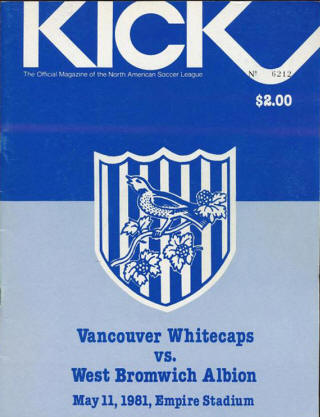 KICK
The Official Magazine of the North American Soccer League
Nº 6212
$2.00
Vancouver Whitecaps
vs.
West Bromwich Albion
May 11, 1981, Empire Stadium